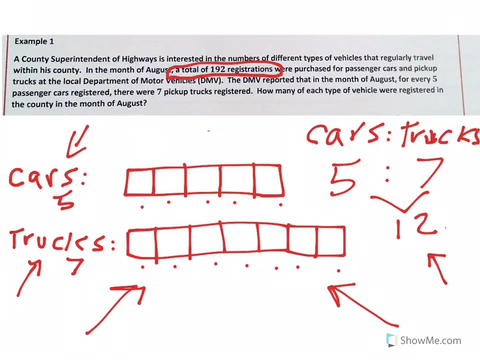 Example 1
A County Superintendent of Highways is interested in the numbers of different types of vehicles that regularly travel
within his county. In the month of August, a total of 192 registrations were purchased for passenger cars and pickup
trucks at the local Department of Motor Vehicles (DMV). The DMV reported that in the month of August, for every 5
passenger cars registered, there were 7 pickup trucks registered. How many of each type of vehicle were registered in
the county in the month of August?
cars: trucks
cars:
5
5 : 7
12
Trucks:
7
ShowMe.com